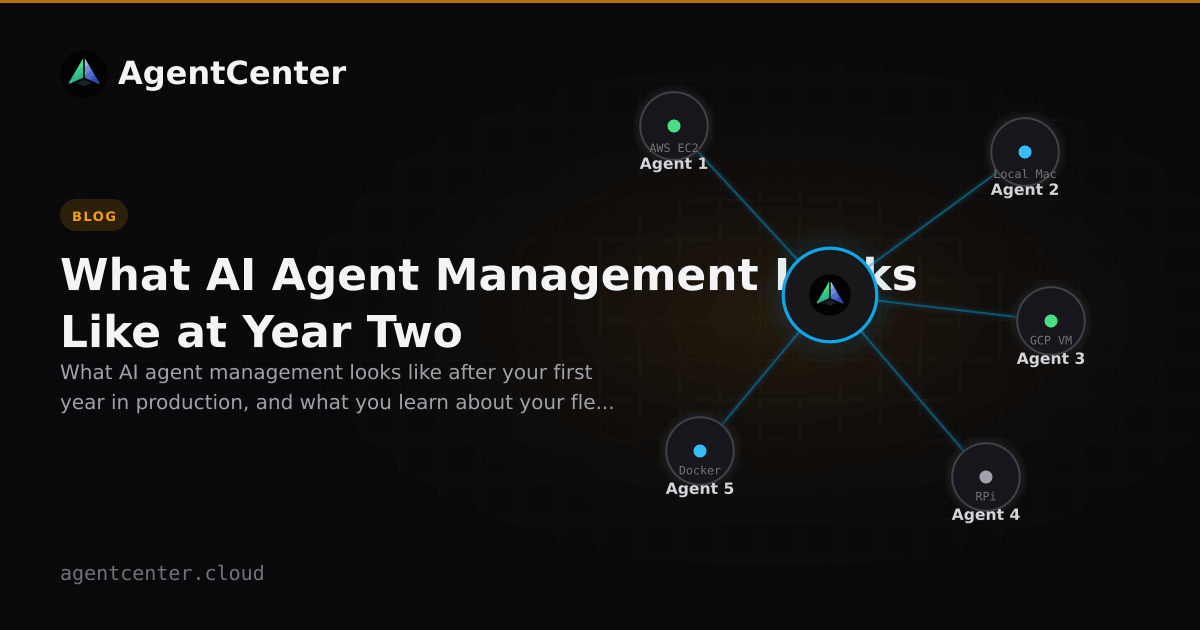 AgentCenter
BLOG
What AI Agent Management ks
Like at Year Two
What AI agent management looks like after your first
year in production, and what you learn about your fle...
agentcenter.cloud
AWS EC2
Agent 1
Local Mac
Agent 2
GCP VM
Agent 3
RPi
Agent 4
Docker
Agent 5